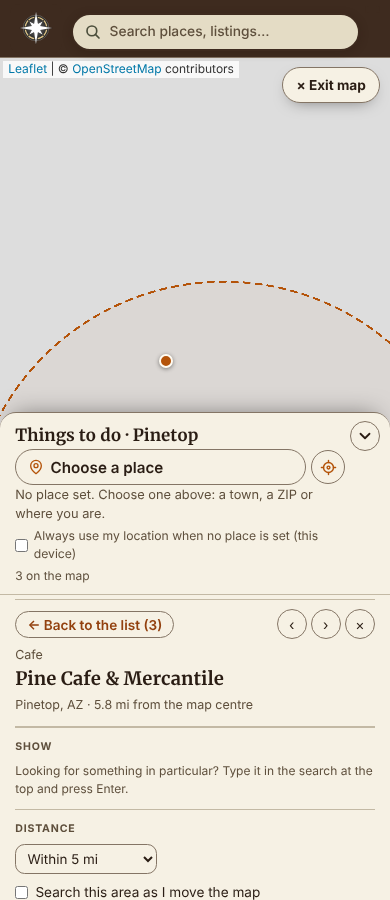 Search places, listings...
Leaflet | © OpenStreetMap contributors
× Exit map
Things to do · Pinetop
Choose a place
No place set. Choose one above: a town, a ZIP or
where you are.
Always use my location when no place is set (this
device)
3 on the map
← Back to the list (3)
‹ › ×
Cafe
Pine Cafe & Mercantile
Pinetop, AZ · 5.8 mi from the map centre
SHOW
Looking for something in particular? Type it in the search at the
top and press Enter.
DISTANCE
Within 5 mi
Search this area as I move the map